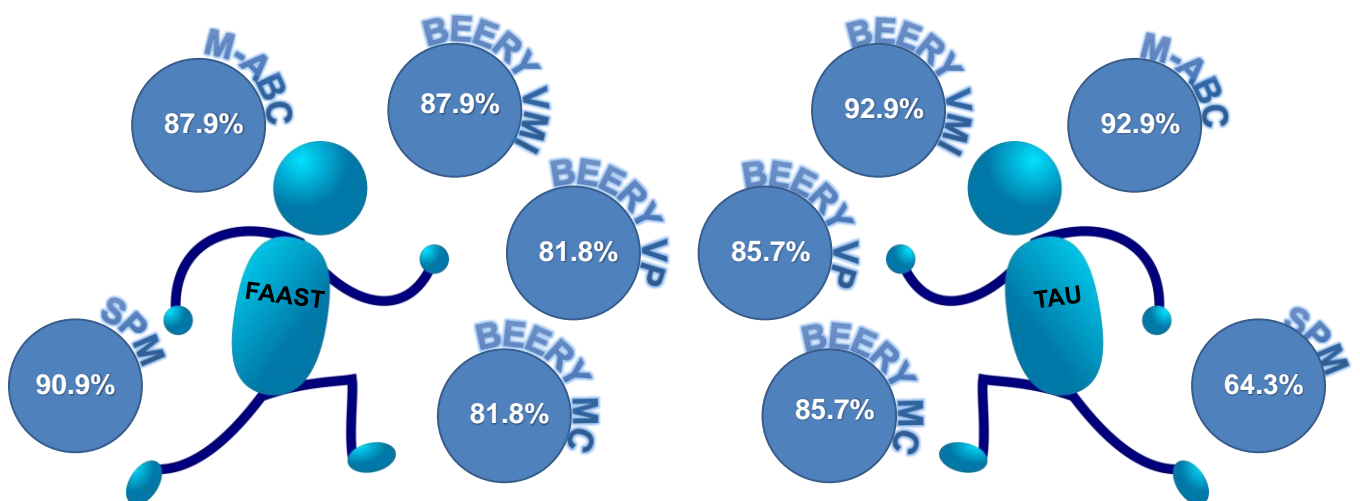 M-ABC
87.9%
BEERY VMI
87.9%
BEERY VP
81.8%
FAAST
SPM
90.9%
BEERY MC
81.8%
BEERY VMI
92.9%
M-ABC
92.9%
BEERY VP
85.7%
TAU
BEERY MC
85.7%
SPM
64.3%